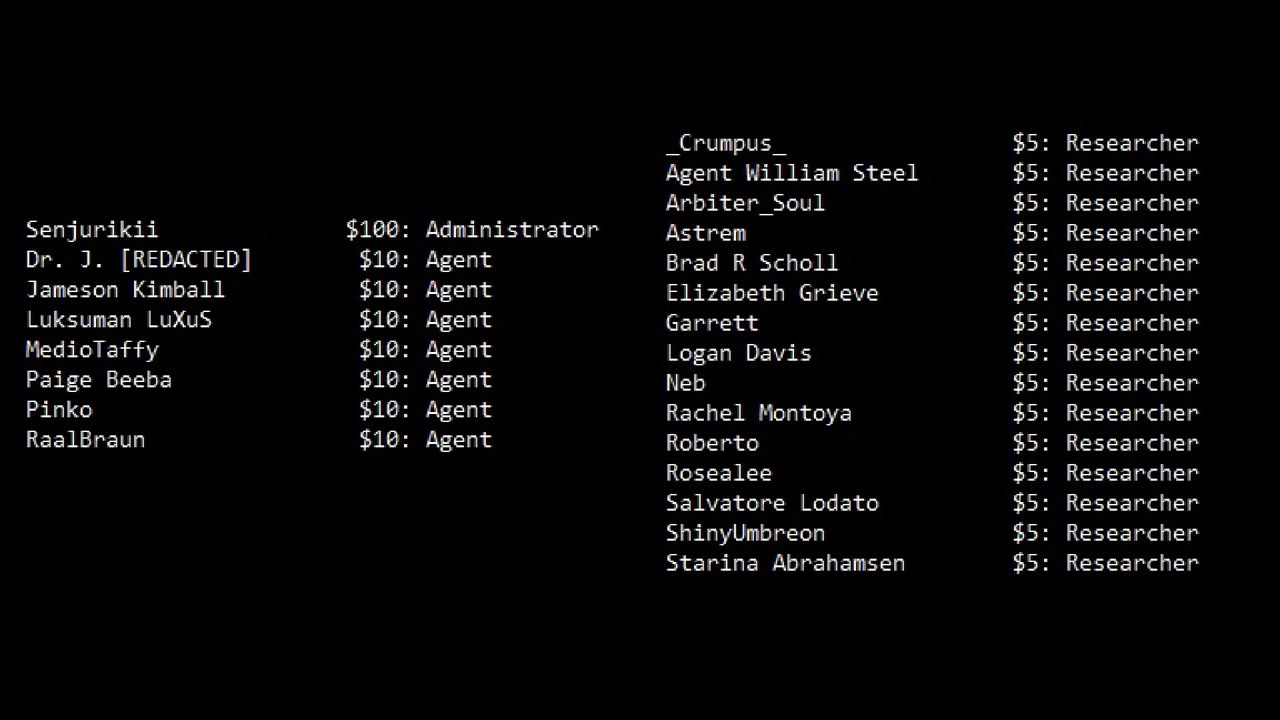 Senjurikii $100: Administrator
Dr. J. [REDACTED] $10: Agent
Jameson Kimball $10: Agent
Luksuman LuXuS $10: Agent
MedioTaffy $10: Agent
Paige Beeba $10: Agent
Pinko $10: Agent
RaalBraun $10: Agent
_Crumpus_ $5: Researcher
Agent William Steel $5: Researcher
Arbiter_Soul $5: Researcher
Astrem $5: Researcher
Brad R Scholl $5: Researcher
Elizabeth Grieve $5: Researcher
Garrett $5: Researcher
Logan Davis $5: Researcher
Neb $5: Researcher
Rachel Montoya $5: Researcher
Roberto $5: Researcher
Rosealee $5: Researcher
Salvatore Lodato $5: Researcher
ShinyUmbreon $5: Researcher
Starina Abrahamsen $5: Researcher